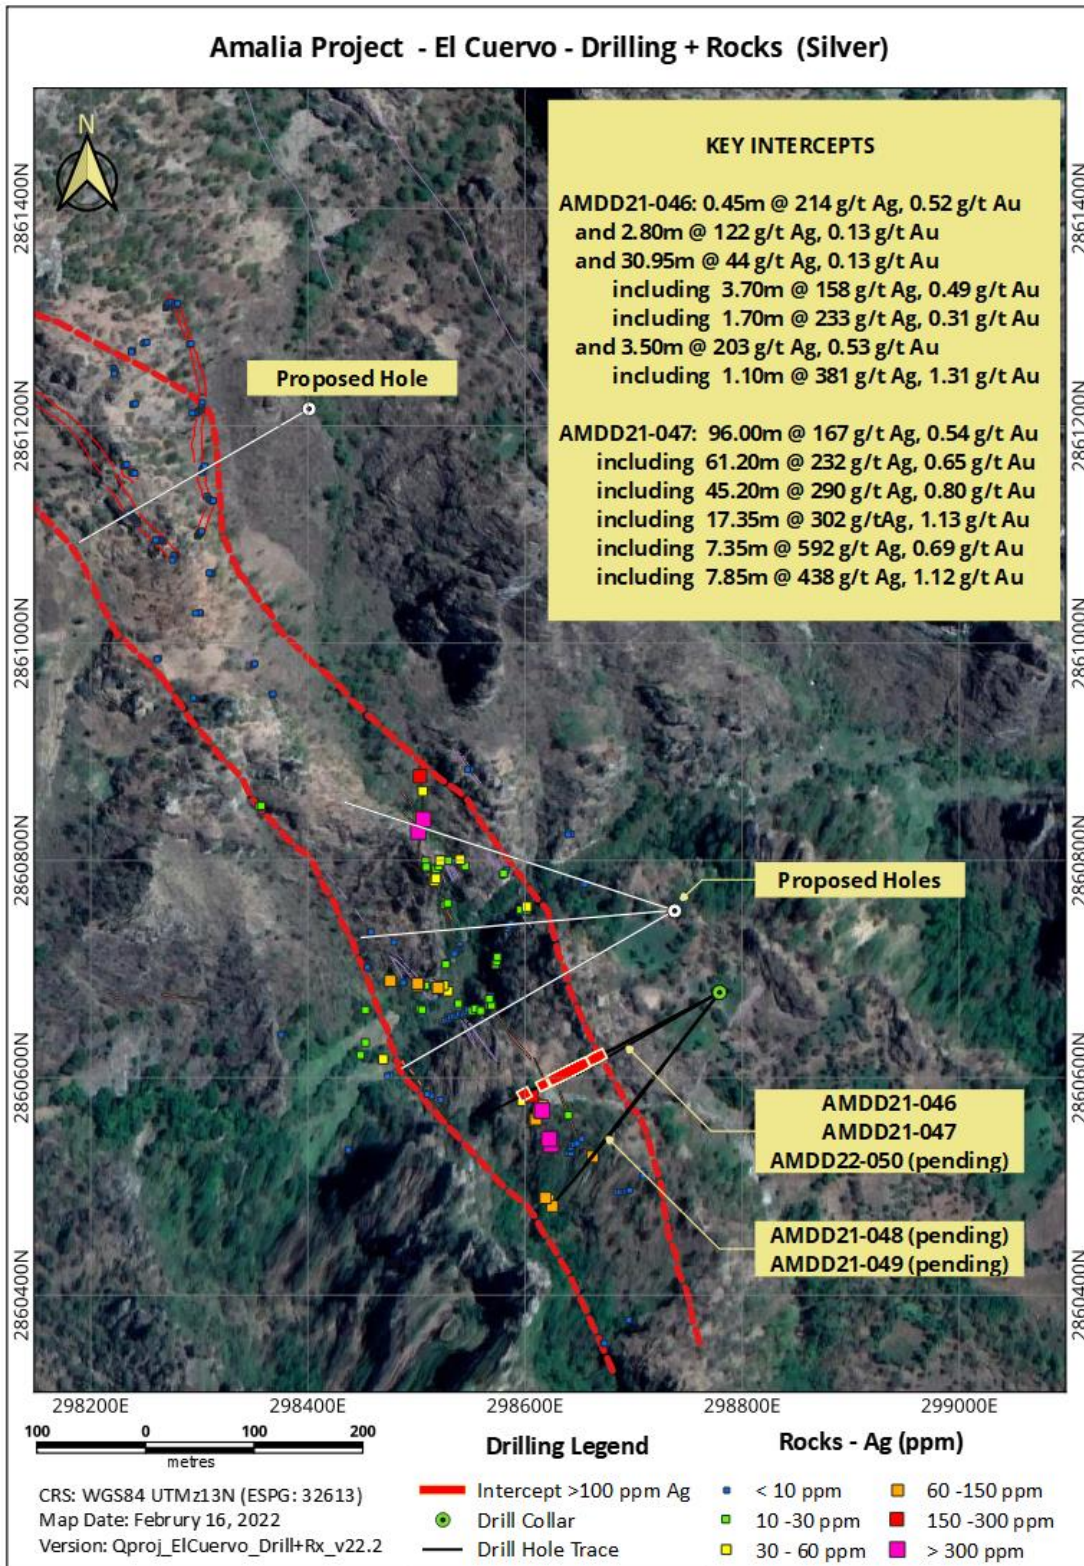 Amalia Project - El Cuervo - Drilling + Rocks (Silver)
N
KEY INTERCEPTS
AMDD21-046: 0.45m @ 214 g/t Ag, 0.52 g/t Au
and 2.80m @ 122 g/t Ag, 0.13 g/t Au
and 30.95m @ 44 g/t Ag, 0.13 g/t Au
including 3.70m @ 158 g/t Ag, 0.49 g/t Au
including 1.70m @ 233 g/t Ag, 0.31 g/t Au
and 3.50m @ 203 g/t Ag, 0.53 g/t Au
including 1.10m @ 381 g/t Ag, 1.31 g/t Au
AMDD21-047: 96.00m @ 167 g/t Ag, 0.54 g/t Au
including 61.20m @ 232 g/t Ag, 0.65 g/t Au
including 45.20m @ 290 g/t Ag, 0.80 g/t Au
including 17.35m @ 302 g/tAg, 1.13 g/t Au
including 7.35m @ 592 g/t Ag, 0.69 g/t Au
including 7.85m @ 438 g/t Ag, 1.12 g/t Au
2861400N
2861400N
Proposed Hole
2861200N
2861200N
2861000N
2861000N
2860800N
2860800N
Proposed Holes
2860600N
2860600N
AMDD21-046
AMDD21-047
AMDD22-050 (pending)
AMDD21-048 (pending)
AMDD21-049 (pending)
2860400N
2860400N
298200E
298400E
298600E
298800E
299000E
100
0
100
200
metres
CRS: WGS84 UTMz13N (ESPG: 32613)
Map Date: Februry 16, 2022
Version: Qproj_ElCuervo_Drill+Rx_v22.2
Drilling Legend
Intercept >100 ppm Ag
Drill Collar
Drill Hole Trace
Rocks - Ag (ppm)
< 10 ppm
10 -30 ppm
30 - 60 ppm
60 -150 ppm
150 -300 ppm
> 300 ppm